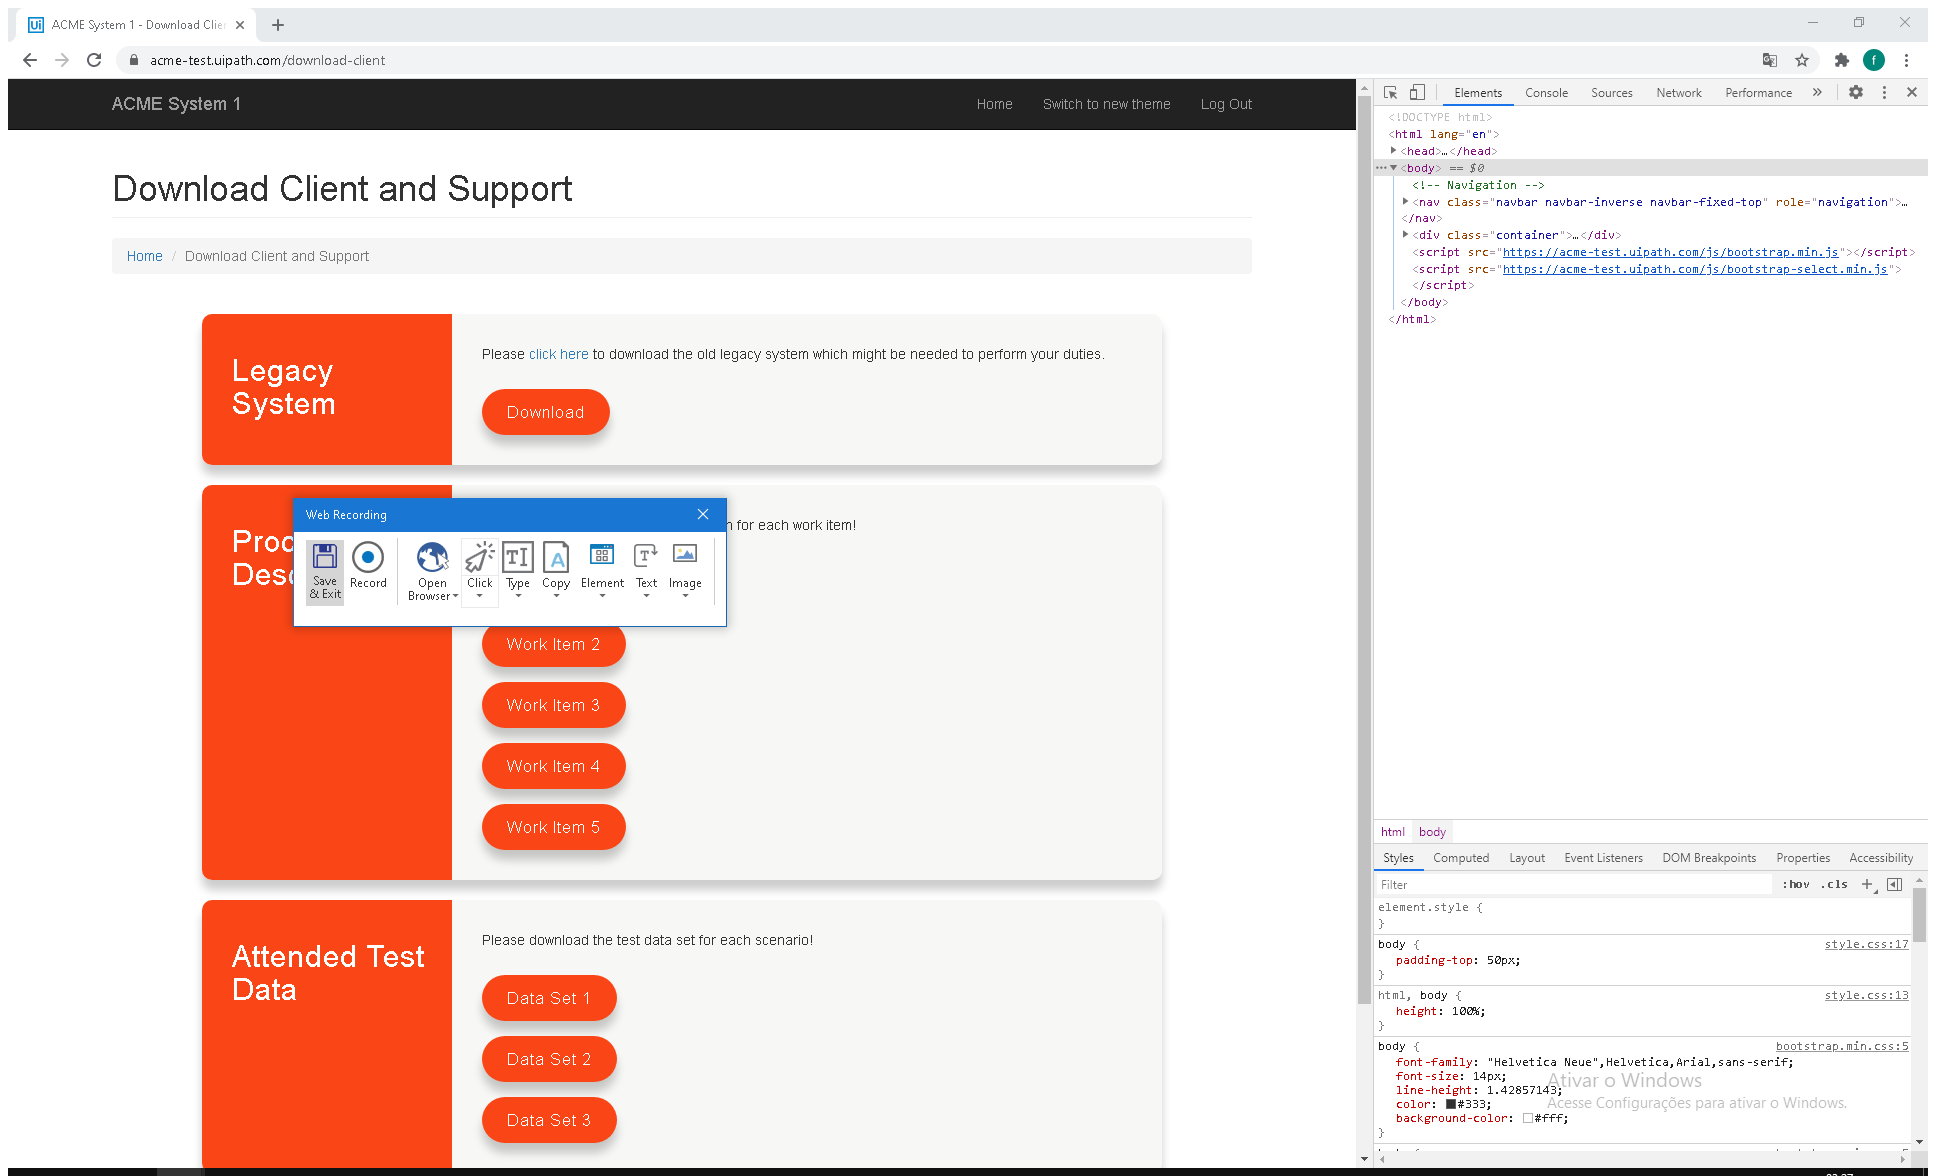 ACME System 1 - Download Clier
acme-test.uipath.com/download-client
f
ACME System 1
Home
Switch to new theme
Log Out
Download Client and Support
Home / Download Client and Support
Legacy
System
Please click here to download the old legacy system which might be needed to perform your duties.
Download
Proc
Desc
n for each work item!
Web Recording
Save
& Exit
Record
Open
Browser
Click
Type
Copy
Element
Text
Image
Work Item 2
Work Item 3
Work Item 4
Work Item 5
Attended Test
Data
Please download the test data set for each scenario!
Data Set 1
Data Set 2
Data Set 3
Elements Console Sources Network Performance »
<!DOCTYPE html>
<html lang="en">
<head>…</head>
<body> == $0
<!-- Navigation -->
<nav class="navbar navbar-inverse navbar-fixed-top" role="navigation">…
</nav>
<div class="container">…</div>
<script src="https://acme-test.uipath.com/js/bootstrap.min.js"></script>
<script src="https://acme-test.uipath.com/js/bootstrap-select.min.js">
</script>
</body>
</html>
html body
Styles Computed Layout Event Listeners DOM Breakpoints Properties Accessibility
Filter
:hov .cls +
element.style {
}
body { style.css:17
padding-top: 50px;
}
html, body { style.css:13
height: 100%;
}
body { bootstrap.min.css:5
font-family: "Helvetica Neue",Helvetica,Arial,sans-serif;
font-size: 14px;
line-height: 1.42857143;
color: #333;
background-color: #fff;
}
Ativar o Windows
Acesse Configurações para ativar o Windows.